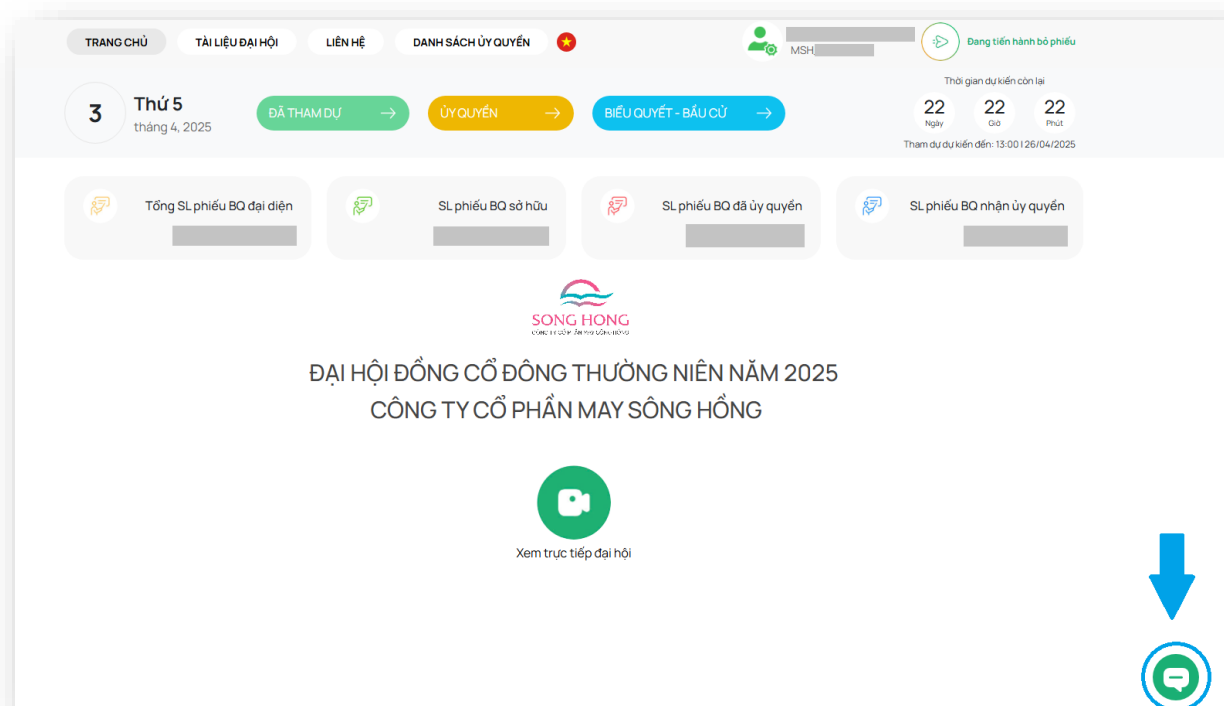 TRANG CHỦ
TÀI LIỆU ĐẠI HỘI
LIÊN HỆ
DANH SÁCH ỦY QUYỀN
MSH
Đang tiến hành bỏ phiếu
3
Thứ 5
tháng 4, 2025
ĐÃ THAM DỰ
ỦY QUYỀN
BIỂU QUYẾT - BẦU CỬ
Thời gian dự kiến còn lại
22 22 22
Ngày Giờ Phút
Tham dự dự kiến đến: 13:00 | 26/04/2025
Tổng SL phiếu BQ đại diện
SL phiếu BQ sở hữu
SL phiếu BQ đã ủy quyền
SL phiếu BQ nhận ủy quyền
SONG HONG
ĐẠI HỘI ĐỒNG CỔ ĐÔNG THƯỜNG NIÊN NĂM 2025
CÔNG TY CỔ PHẦN MAY SÔNG HỒNG
Xem trực tiếp đại hội